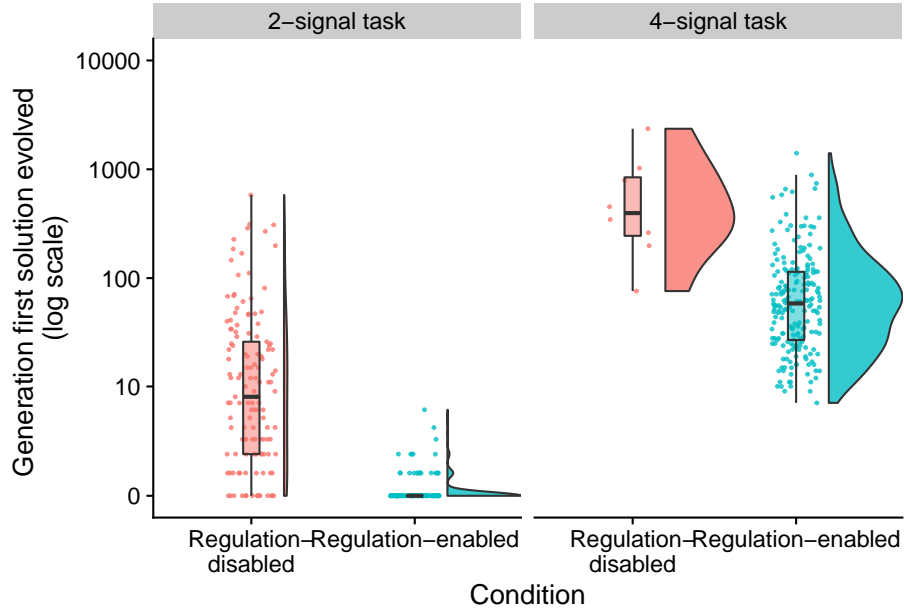 2−signal task
4−signal task
Generation first solution evolved
(log scale)
10000
1000
100
10
0
Regulation−
disabled
Regulation−enabled
Regulation−
disabled
Regulation−enabled
Condition